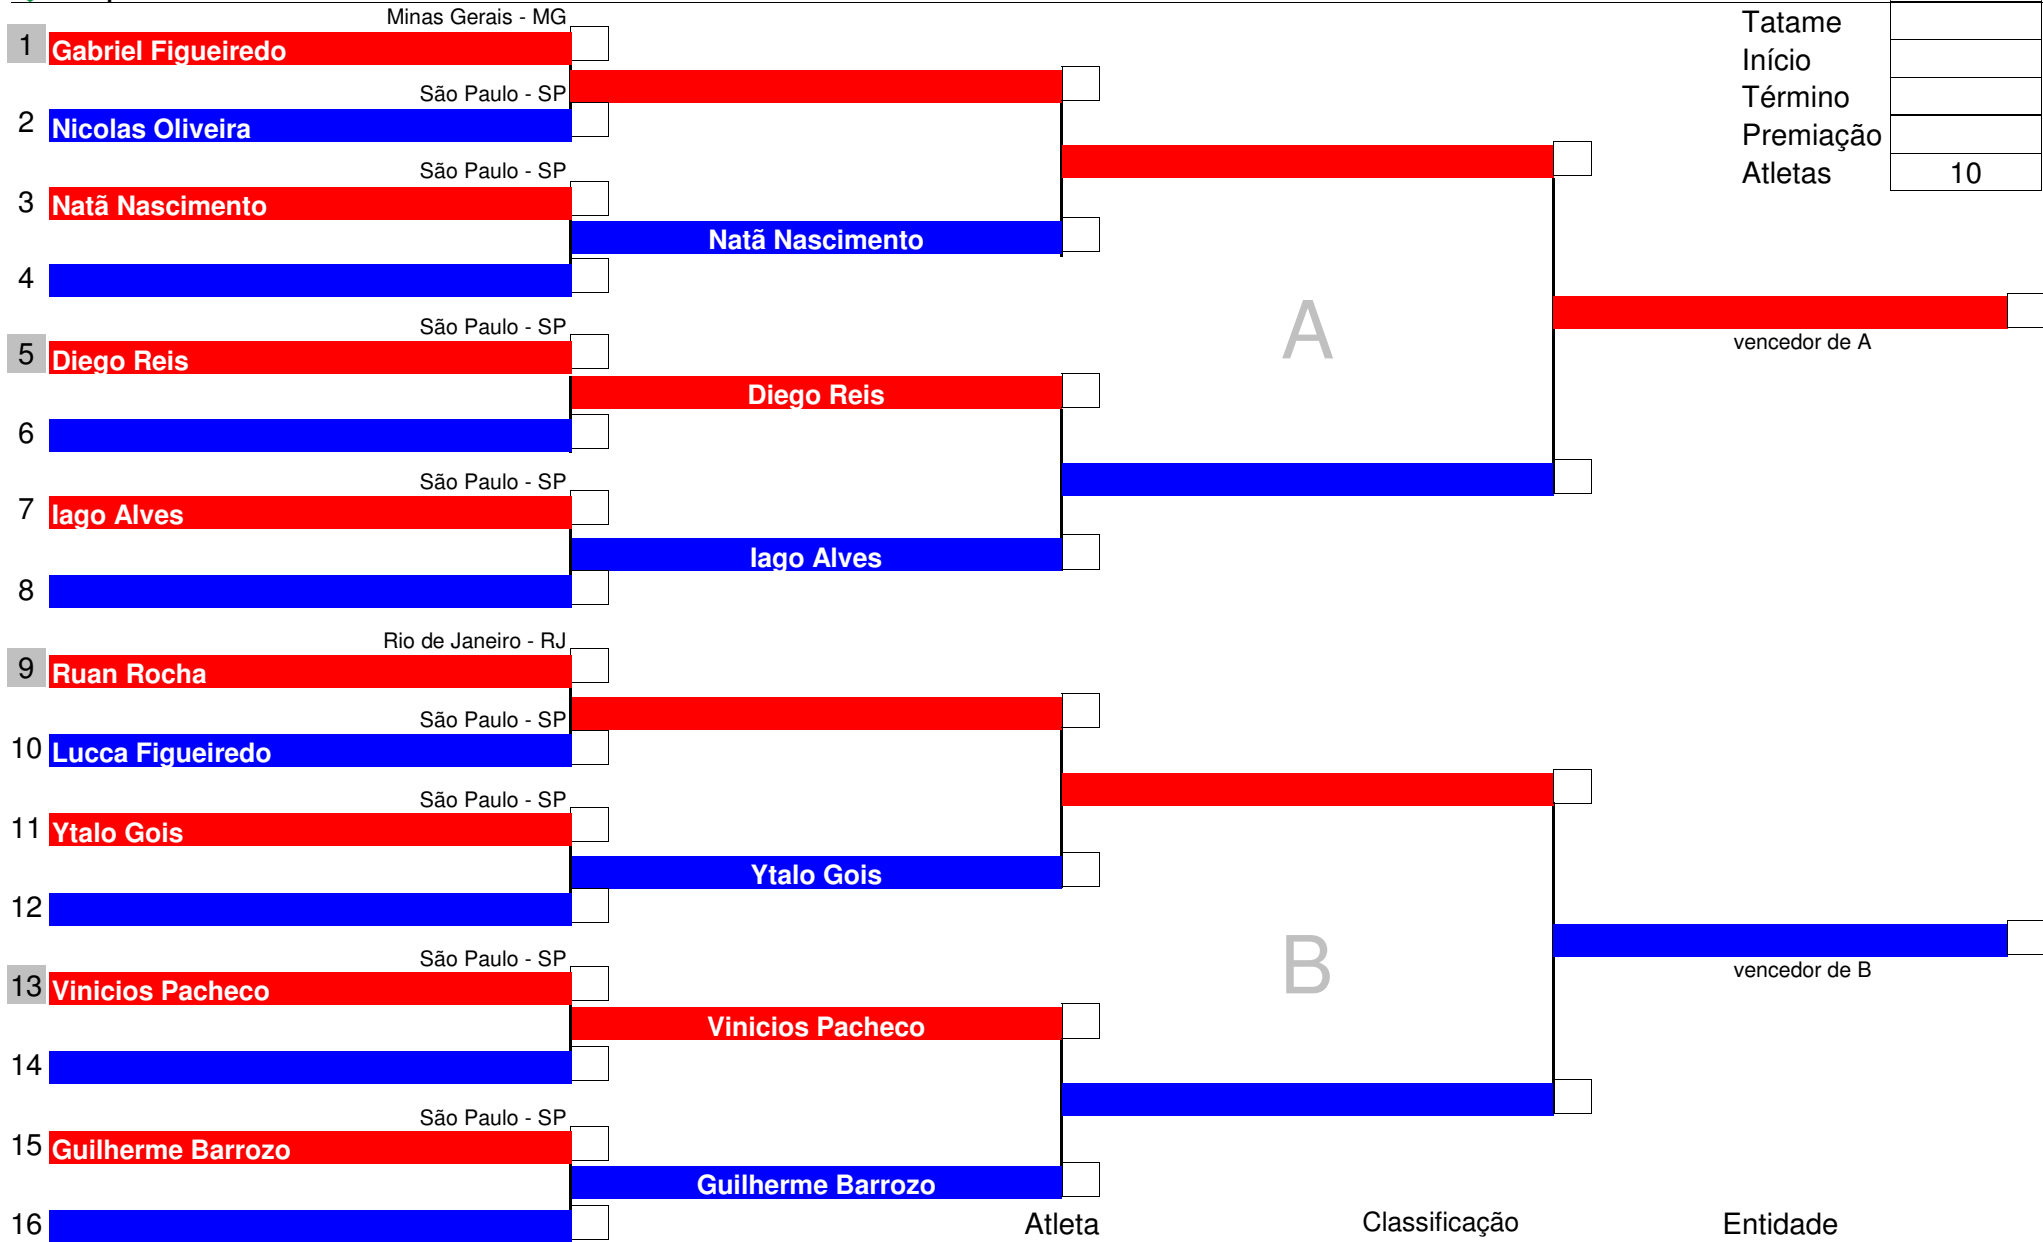 Minas Gerais - MG
1 Gabriel Figueiredo
São Paulo - SP
2 Nicolas Oliveira
São Paulo - SP
3 Natã Nascimento
Natã Nascimento
4
São Paulo - SP
5 Diego Reis
Diego Reis
6
São Paulo - SP
7 Iago Alves
Iago Alves
8
Rio de Janeiro - RJ
9 Ruan Rocha
São Paulo - SP
10 Lucca Figueiredo
São Paulo - SP
11 Ytalo Gois
Ytalo Gois
12
São Paulo - SP
13 Vinicios Pacheco
Vinicios Pacheco
14
São Paulo - SP
15 Guilherme Barrozo
Guilherme Barrozo
16
A
B
vencedor de A
vencedor de B
Tatame
Início
Término
Premiação
Atletas 10
Atleta Classificação Entidade